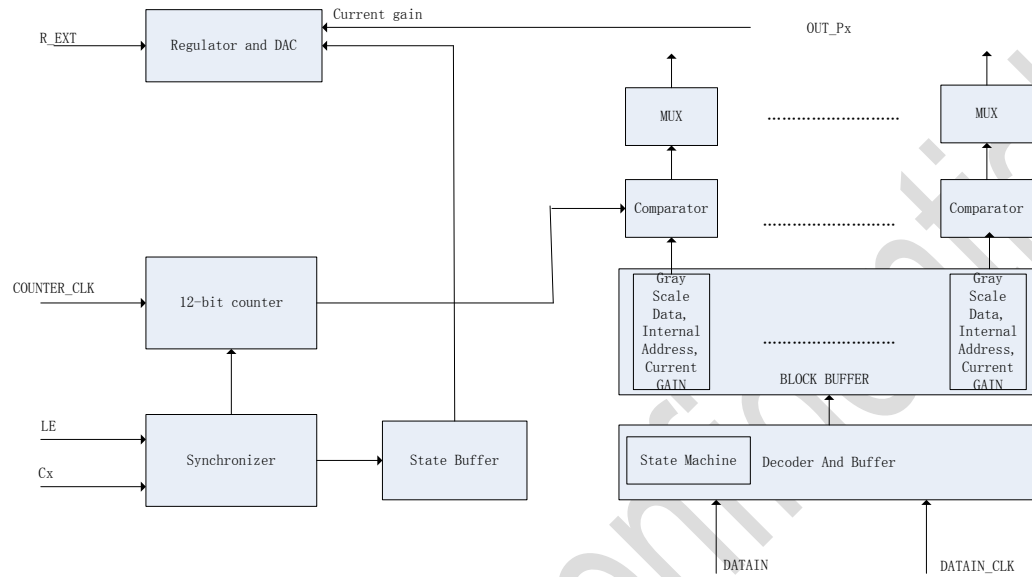 Current gain
OUT_Px
R_EXT
Regulator and DAC
MUX
............................
MUX
Comparator
............................
Comparator
COUNTER_CLK
12-bit counter
Gray
Scale
Data,
Internal
Address,
Current
GAIN
............................
Gray
Scale
Data,
Internal
Address,
Current
GAIN
BLOCK BUFFER
LE
Cx
Synchronizer
State Buffer
State Machine
Decoder And Buffer
DATAIN
DATAIN_CLK